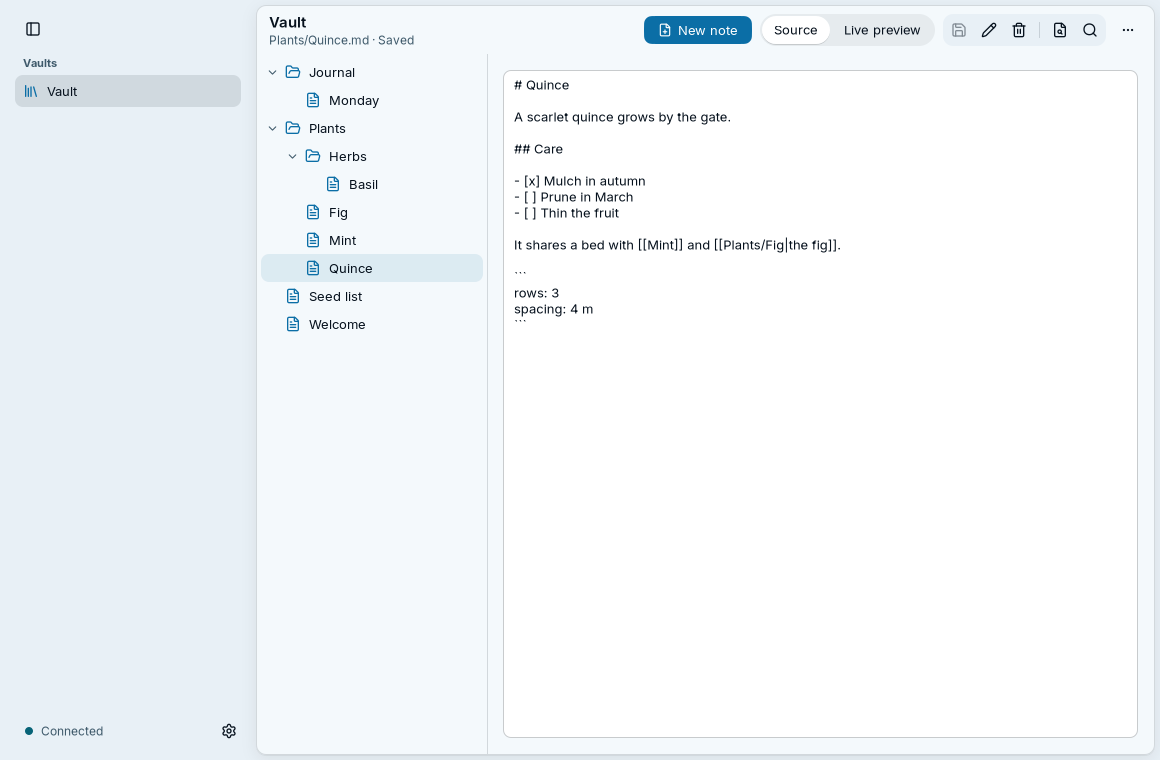 Vaults
Vault
Connected
Vault
Plants/Quince.md · Saved
New note
Source
Live preview
Journal
Monday
Plants
Herbs
Basil
Fig
Mint
Quince
Seed list
Welcome
# Quince
A scarlet quince grows by the gate.
## Care
- [x] Mulch in autumn
- [ ] Prune in March
- [ ] Thin the fruit
It shares a bed with [[Mint]] and [[Plants/Fig|the fig]].
```
rows: 3
spacing: 4 m
```